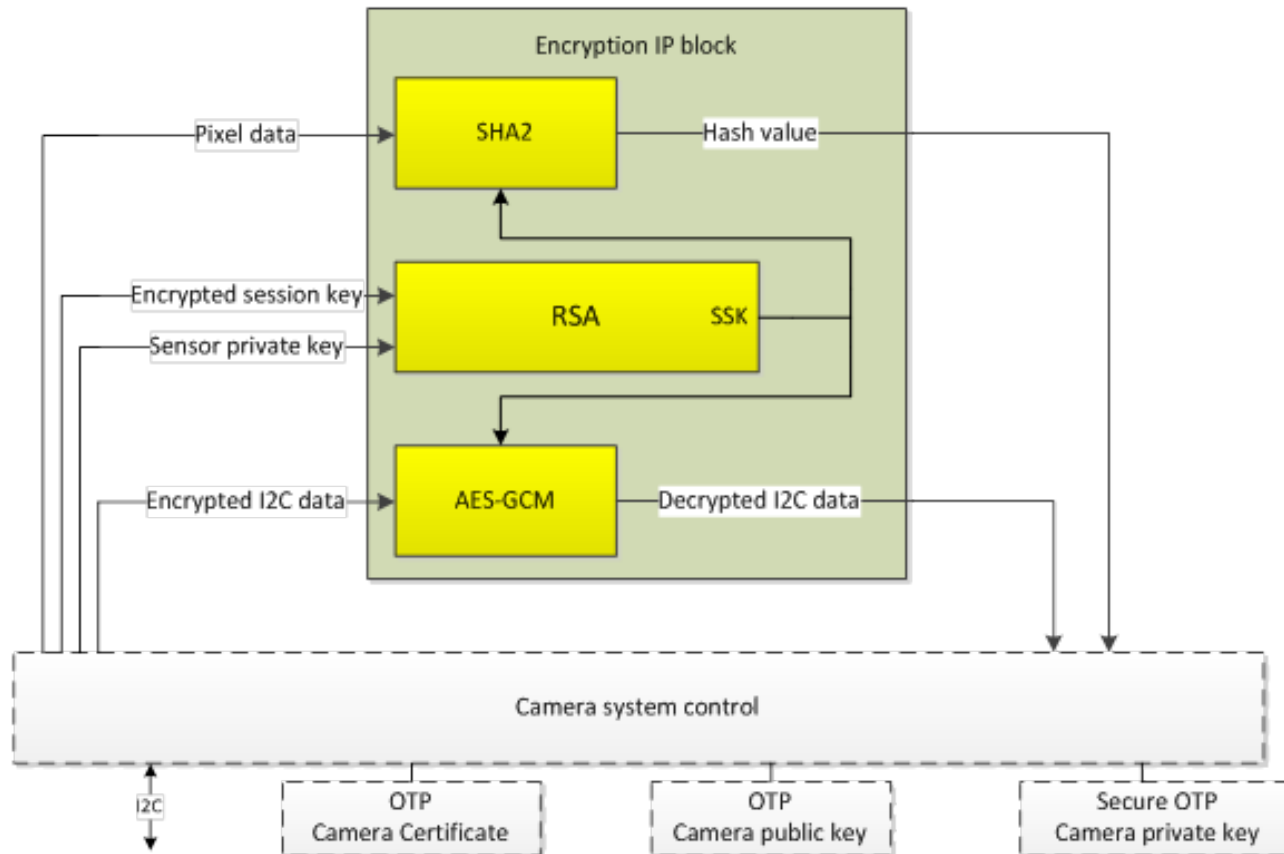 Encryption IP block
Pixel data
SHA2
Hash value
Encrypted session key
RSA
SSK
Sensor private key
Encrypted I2C data
AES-GCM
Decrypted I2C data
Camera system control
I2C
OTP
Camera Certificate
OTP
Camera public key
Secure OTP
Camera private key